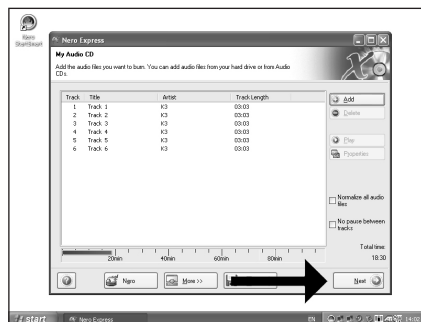 Nero
StartSmart
Nero Express
My Audio CD
Add the audio files you want to burn. You can add audio files from your hard drive or from Audio
CDs.
Track Title Artist Track Length
1 Track 1 K3 03:03
2 Track 2 K3 03:03
3 Track 3 K3 03:03
4 Track 4 K3 03:03
5 Track 5 K3 03:03
6 Track 6 K3 03:03
Add
Delete
Play
Properties
Normalize all audio
files
No pause between
tracks
Total time:
18:30
20min 40min 60min 80min
Nero
More >>
Next
start
Nero Express
EN
14:02